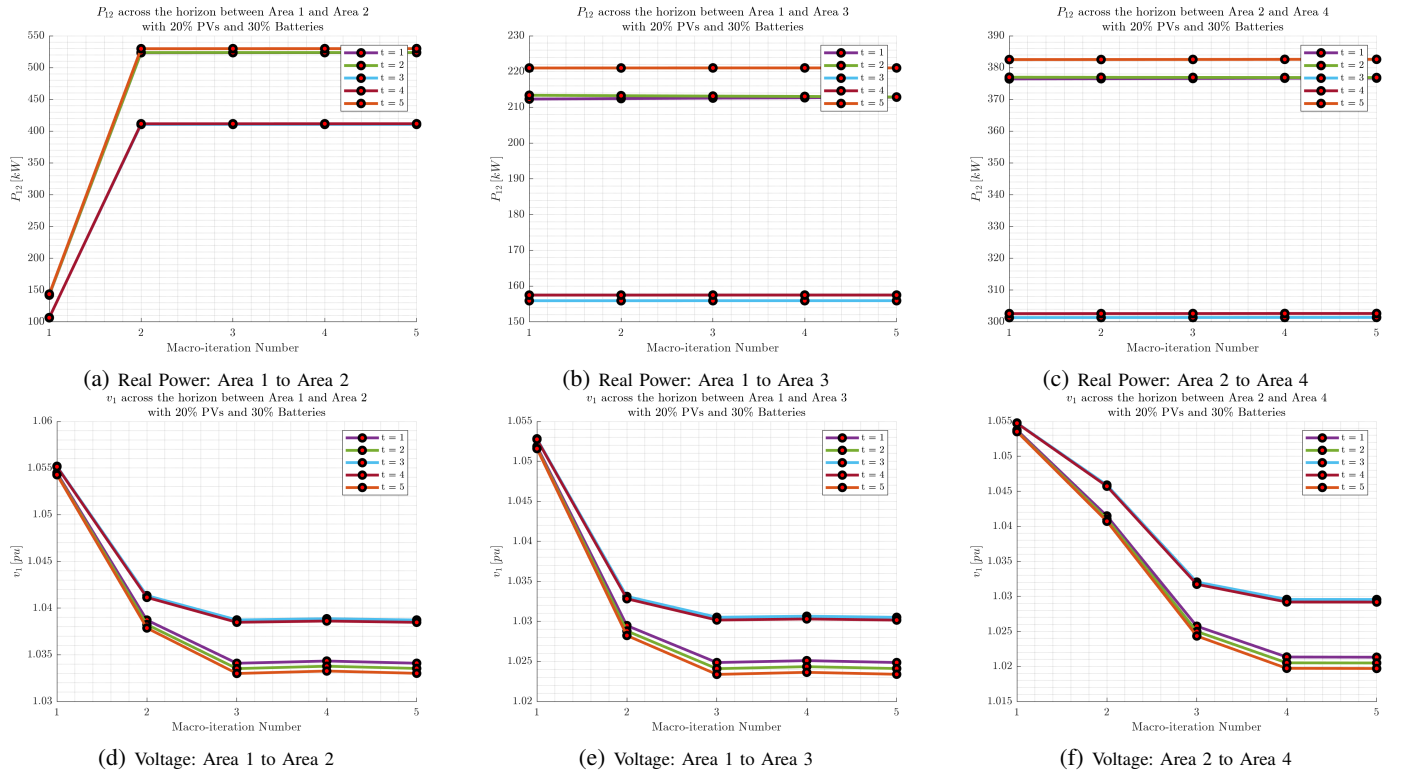 P₁₂ across the horizon between Area 1 and Area 2
with 20% PVs and 30% Batteries
550
500
450
400
350
300
250
200
150
100
P₁₂ [kW]
1
2
3
4
5
Macro-iteration Number
t = 1
t = 2
t = 3
t = 4
t = 5
(a) Real Power: Area 1 to Area 2
P₁₂ across the horizon between Area 1 and Area 3
with 20% PVs and 30% Batteries
230
220
210
200
190
180
170
160
150
P₁₂ [kW]
1
2
3
4
5
Macro-iteration Number
t = 1
t = 2
t = 3
t = 4
t = 5
(b) Real Power: Area 1 to Area 3
P₁₂ across the horizon between Area 2 and Area 4
with 20% PVs and 30% Batteries
390
380
370
360
350
340
330
320
310
300
P₁₂ [kW]
1
2
3
4
5
Macro-iteration Number
t = 1
t = 2
t = 3
t = 4
t = 5
(c) Real Power: Area 2 to Area 4
v₁ across the horizon between Area 1 and Area 2
with 20% PVs and 30% Batteries
1.06
1.055
1.05
1.045
1.04
1.035
1.03
v₁ [pu]
1
2
3
4
5
Macro-iteration Number
t = 1
t = 2
t = 3
t = 4
t = 5
(d) Voltage: Area 1 to Area 2
v₁ across the horizon between Area 1 and Area 3
with 20% PVs and 30% Batteries
1.055
1.05
1.045
1.04
1.035
1.03
1.025
1.02
v₁ [pu]
1
2
3
4
5
Macro-iteration Number
t = 1
t = 2
t = 3
t = 4
t = 5
(e) Voltage: Area 1 to Area 3
v₁ across the horizon between Area 2 and Area 4
with 20% PVs and 30% Batteries
1.055
1.05
1.045
1.04
1.035
1.03
1.025
1.02
1.015
v₁ [pu]
1
2
3
4
5
Macro-iteration Number
t = 1
t = 2
t = 3
t = 4
t = 5
(f) Voltage: Area 2 to Area 4